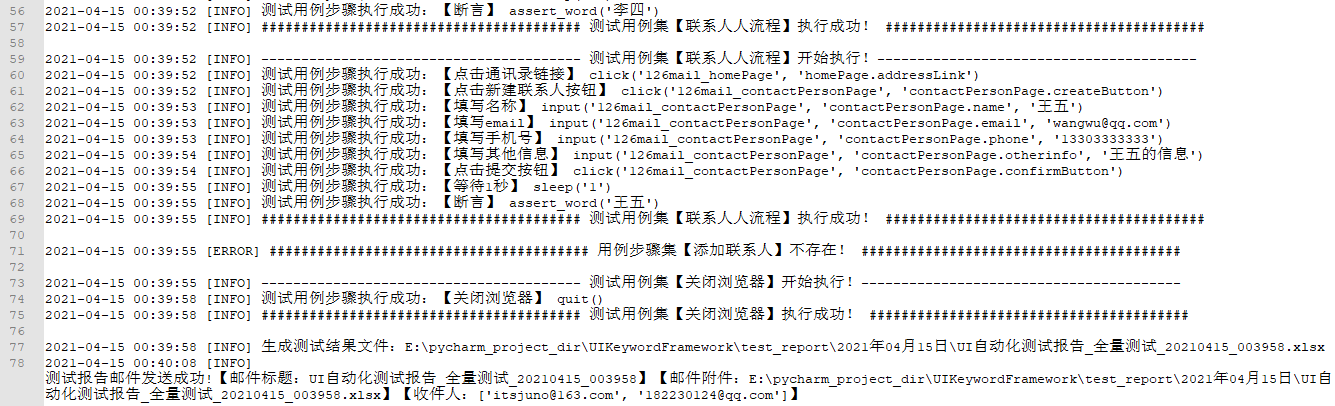 56 2021-04-15 00:39:52 [INFO] 测试用例步骤执行成功：【断言】 assert_word('李四')
57 2021-04-15 00:39:52 [INFO] ######################################## 测试用例集【联系人人流程】执行成功！ ########################################
58
59 2021-04-15 00:39:52 [INFO] ---------------------------------------- 测试用例集【联系人人流程】开始执行！----------------------------------------
60 2021-04-15 00:39:52 [INFO] 测试用例步骤执行成功：【点击通讯录链接】 click('126mail_homePage', 'homePage.addressLink')
61 2021-04-15 00:39:52 [INFO] 测试用例步骤执行成功：【点击新建联系人按钮】 click('126mail_contactPersonPage', 'contactPersonPage.createButton')
62 2021-04-15 00:39:53 [INFO] 测试用例步骤执行成功：【填写名称】 input('126mail_contactPersonPage', 'contactPersonPage.name', '王五')
63 2021-04-15 00:39:53 [INFO] 测试用例步骤执行成功：【填写email】 input('126mail_contactPersonPage', 'contactPersonPage.email', 'wangwu@qq.com')
64 2021-04-15 00:39:53 [INFO] 测试用例步骤执行成功：【填写手机号】 input('126mail_contactPersonPage', 'contactPersonPage.phone', '13303333333')
65 2021-04-15 00:39:54 [INFO] 测试用例步骤执行成功：【填写其他信息】 input('126mail_contactPersonPage', 'contactPersonPage.otherinfo', '王五的信息')
66 2021-04-15 00:39:54 [INFO] 测试用例步骤执行成功：【点击提交按钮】 click('126mail_contactPersonPage', 'contactPersonPage.confirmButton')
67 2021-04-15 00:39:55 [INFO] 测试用例步骤执行成功：【等待1秒】 sleep('1')
68 2021-04-15 00:39:55 [INFO] 测试用例步骤执行成功：【断言】 assert_word('王五')
69 2021-04-15 00:39:55 [INFO] ######################################## 测试用例集【联系人人流程】执行成功！ ########################################
70
71 2021-04-15 00:39:55 [ERROR] ######################################## 用例步骤集【添加联系人】不存在！ ########################################
72
73 2021-04-15 00:39:55 [INFO] ---------------------------------------- 测试用例集【关闭浏览器】开始执行！----------------------------------------
74 2021-04-15 00:39:58 [INFO] 测试用例步骤执行成功：【关闭浏览器】 quit()
75 2021-04-15 00:39:58 [INFO] ######################################## 测试用例集【关闭浏览器】执行成功！ ########################################
76
77 2021-04-15 00:39:58 [INFO] 生成测试结果文件：E:\pycharm_project_dir\UIKeywordFramework\test_report\2021年04月15日\UI自动化测试报告_全量测试_20210415_003958.xlsx
78 2021-04-15 00:40:08 [INFO]
测试报告邮件发送成功!【邮件标题：UI自动化测试报告_全量测试_20210415_003958】【邮件附件：E:\pycharm_project_dir\UIKeywordFramework\test_report\2021年04月15日\UI自
动化测试报告_全量测试_20210415_003958.xlsx】【收件人：['itsjuno@163.com', '182230124@qq.com']】